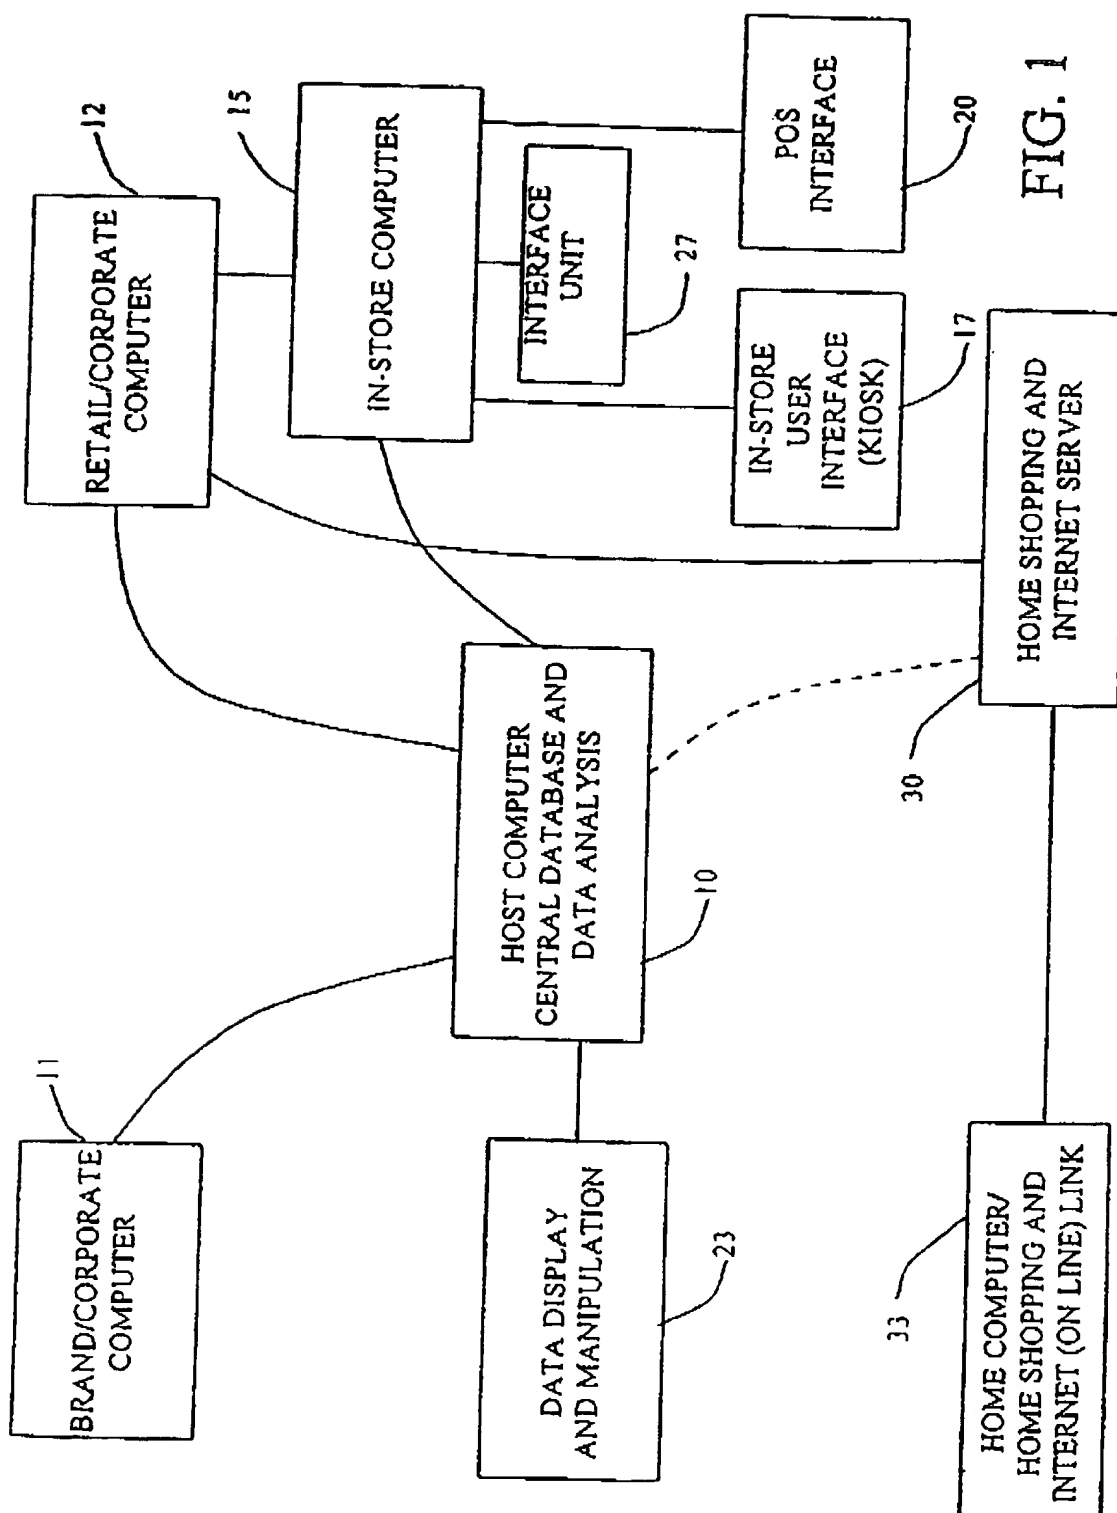 BRAND/CORPORATE
COMPUTER
11
RETAIL/CORPORATE
COMPUTER
12
IN-STORE COMPUTER
15
HOST COMPUTER
CENTRAL DATABASE AND
DATA ANALYSIS
10
INTERFACE
UNIT
27
DATA DISPLAY
AND MANIPULATION
23
IN-STORE
USER
INTERFACE
(KIOSK)
17
POS
INTERFACE
20
HOME COMPUTER/
HOME SHOPPING AND
INTERNET (ON LINE) LINK
33
HOME SHOPPING AND
INTERNET SERVER
30
FIG. 1